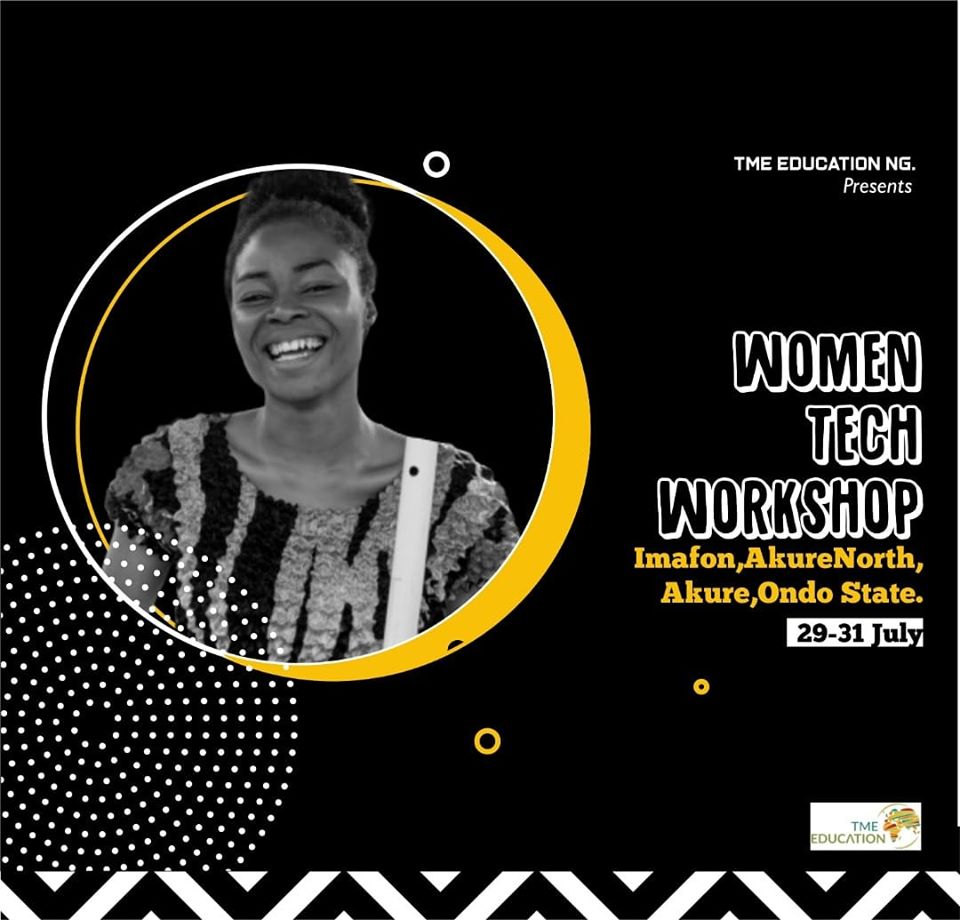 TME EDUCATION NG.
Presents
WOMEN
TECH
WORKSHOP
Imafon,AkureNorth,
Akure,Ondo State.
29-31 July
TME
EDUCATION